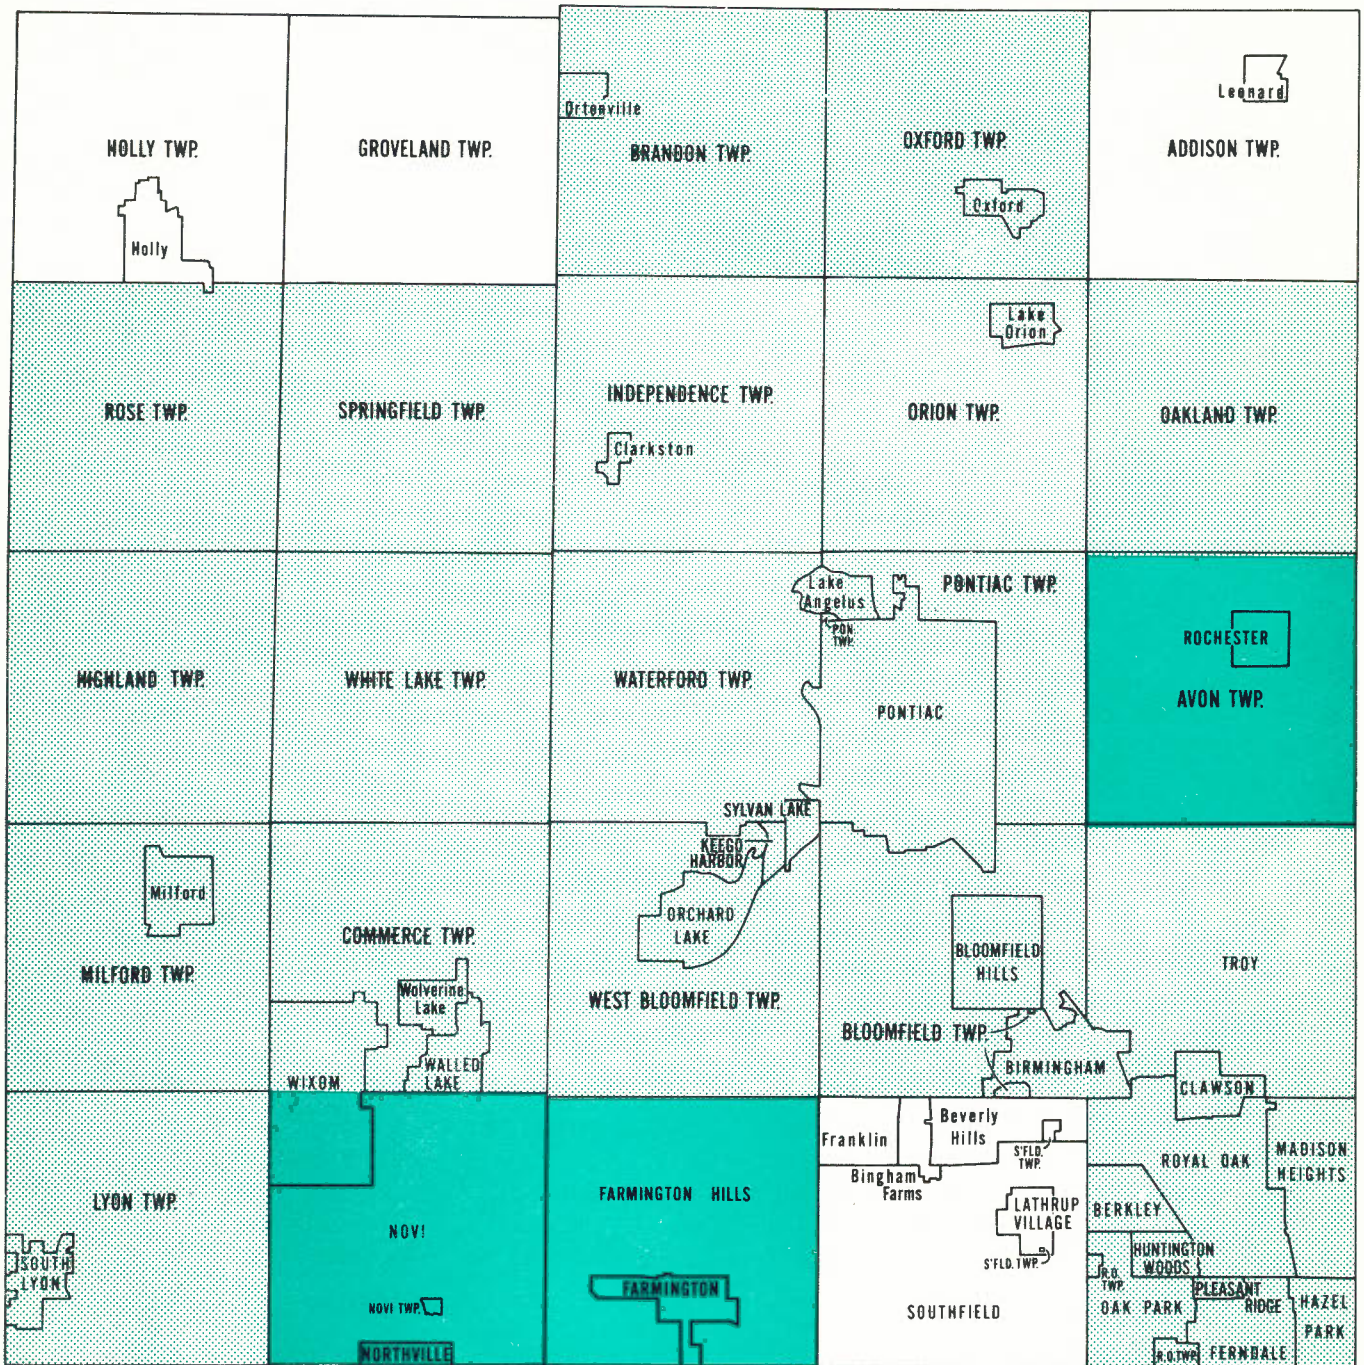 Leonard
Ortonville
HOLLY TWP.
GROVELAND TWP.
BRANDON TWP.
OXFORD TWP.
ADDISON TWP.
Oxford
Holly
Lake
Orion
ROSE TWP.
SPRINGFIELD TWP.
INDEPENDENCE TWP.
ORION TWP.
OAKLAND TWP.
Clarkston
Lake
Angelus
PONTIAC TWP.
PON.
TWP.
ROCHESTER
HIGHLAND TWP.
WHITE LAKE TWP.
WATERFORD TWP.
PONTIAC
AVON TWP.
SYLVAN LAKE
KEEGO
HARBOR
Milford
ORCHARD
LAKE
COMMERCE TWP.
MILFORD TWP.
BLOOMFIELD
HILLS
TROY
Wolverine
Lake
WEST BLOOMFIELD TWP.
BLOOMFIELD TWP.
WALLED
LAKE
WIXOM
BIRMINGHAM
CLAWSON
Franklin
Beverly
Hills
S'FLD.
TWP.
Bingham
Farms
ROYAL OAK
MADISON
HEIGHTS
LYON TWP.
FARMINGTON HILLS
LATHRUP
VILLAGE
BERKLEY
NOVI
SOUTH
LYON
S'FLD. TWP.
HUNTINGTON
WOODS
R.O.
TWP.
NOVI TWP.
FARMINGTON
SOUTHFIELD
OAK PARK
PLEASANT
RIDGE
HAZEL
PARK
NORTHVILLE
R.O. TWP.
FERNDALE